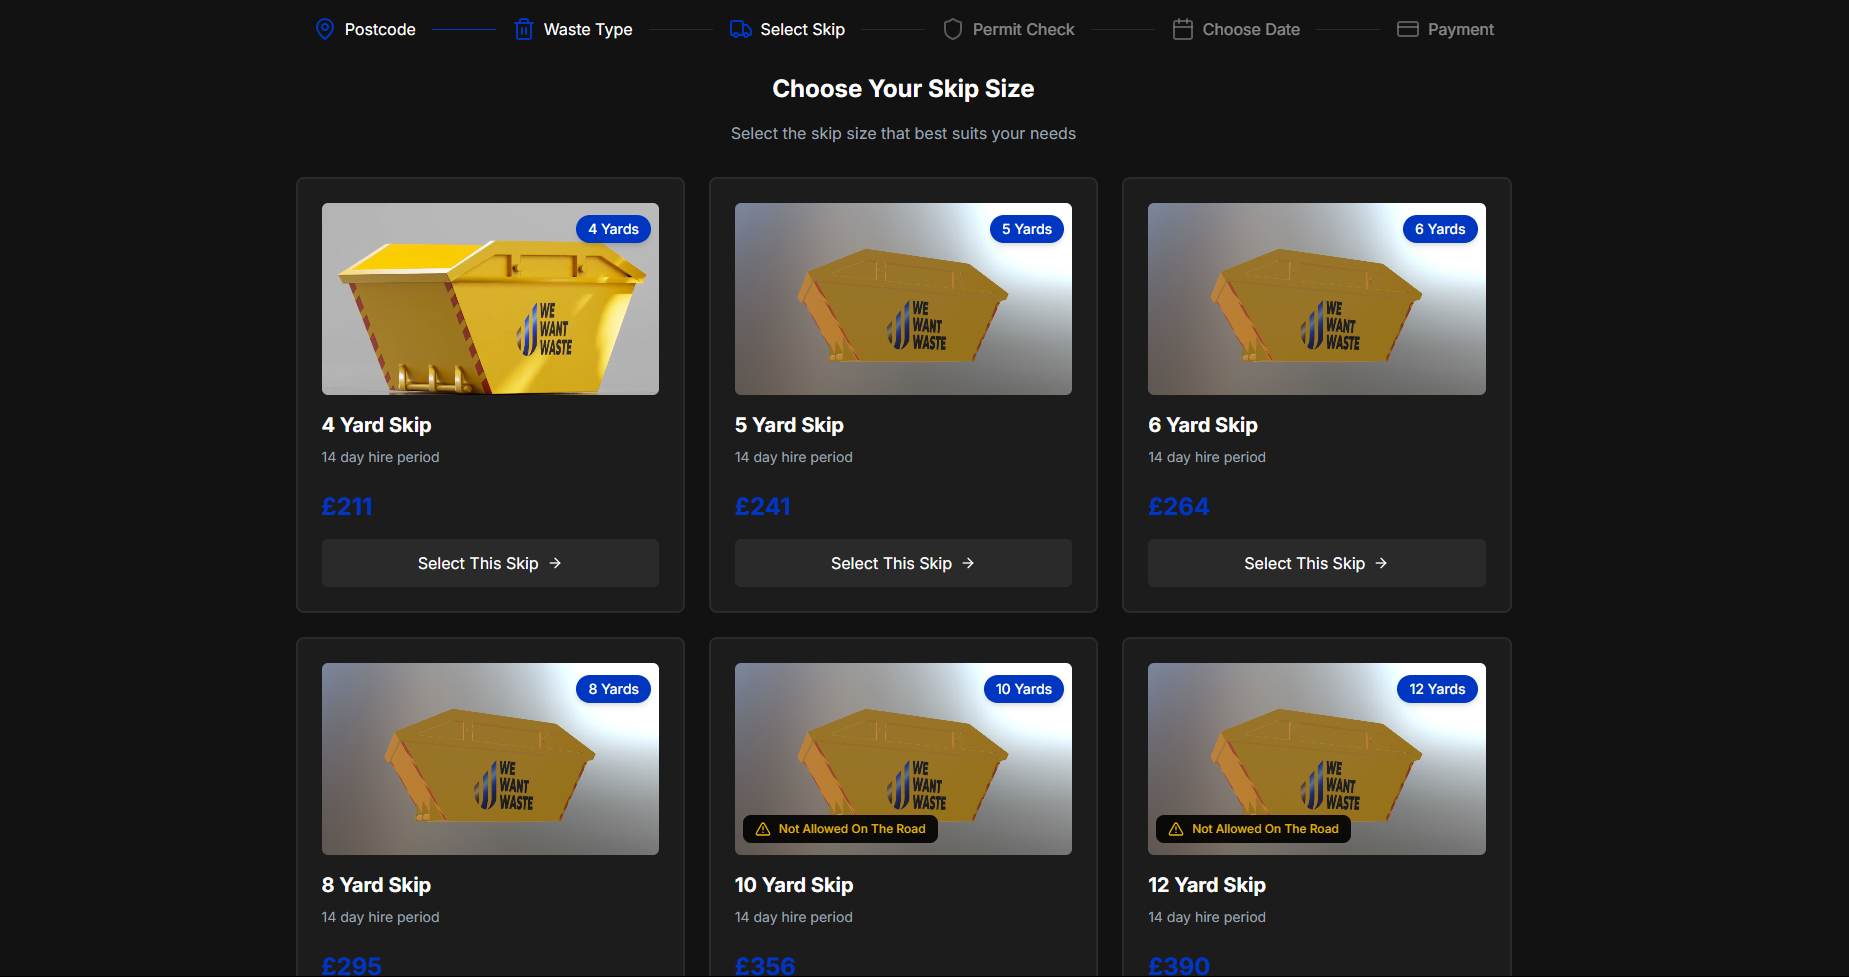 Postcode
Waste Type
Select Skip
Permit Check
Choose Date
Payment
Choose Your Skip Size
Select the skip size that best suits your needs
4 Yards
WE
WANT
WASTE
4 Yard Skip
14 day hire period
£211
Select This Skip →
5 Yards
WE
WANT
WASTE
5 Yard Skip
14 day hire period
£241
Select This Skip →
6 Yards
WE
WANT
WASTE
6 Yard Skip
14 day hire period
£264
Select This Skip →
8 Yards
WE
WANT
WASTE
8 Yard Skip
14 day hire period
£295
10 Yards
WE
WANT
WASTE
Not Allowed On The Road
10 Yard Skip
14 day hire period
£356
12 Yards
WE
WANT
WASTE
Not Allowed On The Road
12 Yard Skip
14 day hire period
£390